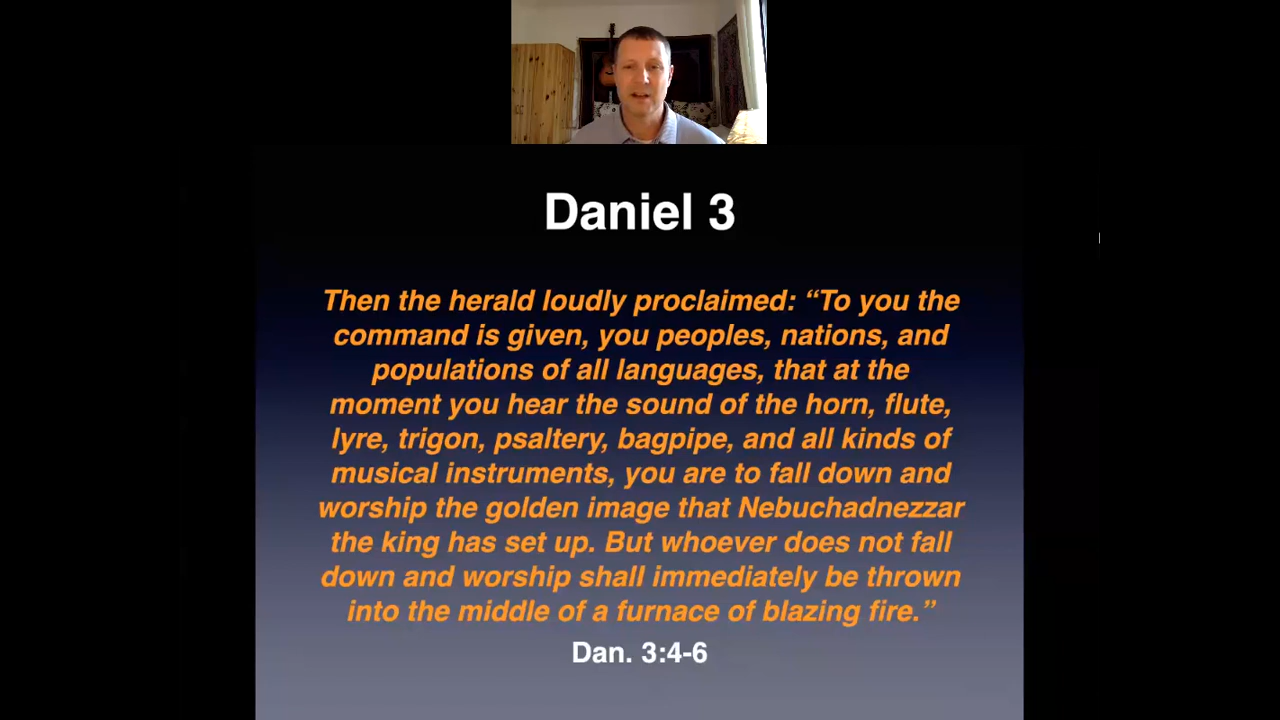 Daniel 3
Then the herald loudly proclaimed: “To you the
command is given, you peoples, nations, and
populations of all languages, that at the
moment you hear the sound of the horn, flute,
lyre, trigon, psaltery, bagpipe, and all kinds of
musical instruments, you are to fall down and
worship the golden image that Nebuchadnezzar
the king has set up. But whoever does not fall
down and worship shall immediately be thrown
into the middle of a furnace of blazing fire.”
Dan. 3:4-6